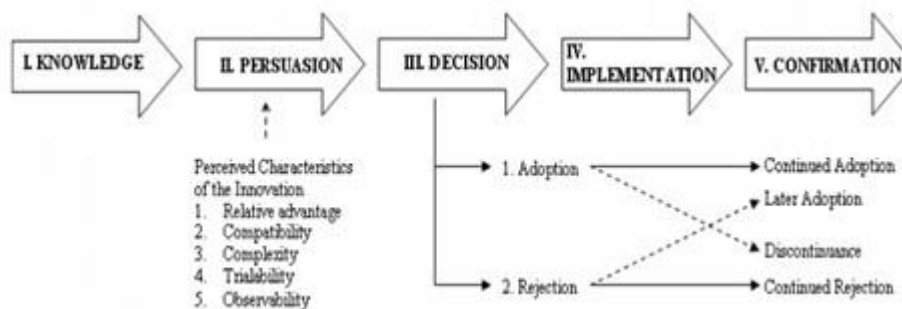 I. KNOWLEDGE
II. PERSUASION
III. DECISION
IV.
IMPLEMENTATION
V. CONFIRMATION
Perceived Characteristics
of the Innovation
1. Relative advantage
2. Compatibility
3. Complexity
4. Trialability
5. Observability
1. Adoption
2. Rejection
Continued Adoption
Later Adoption
Discontinuance
Continued Rejection